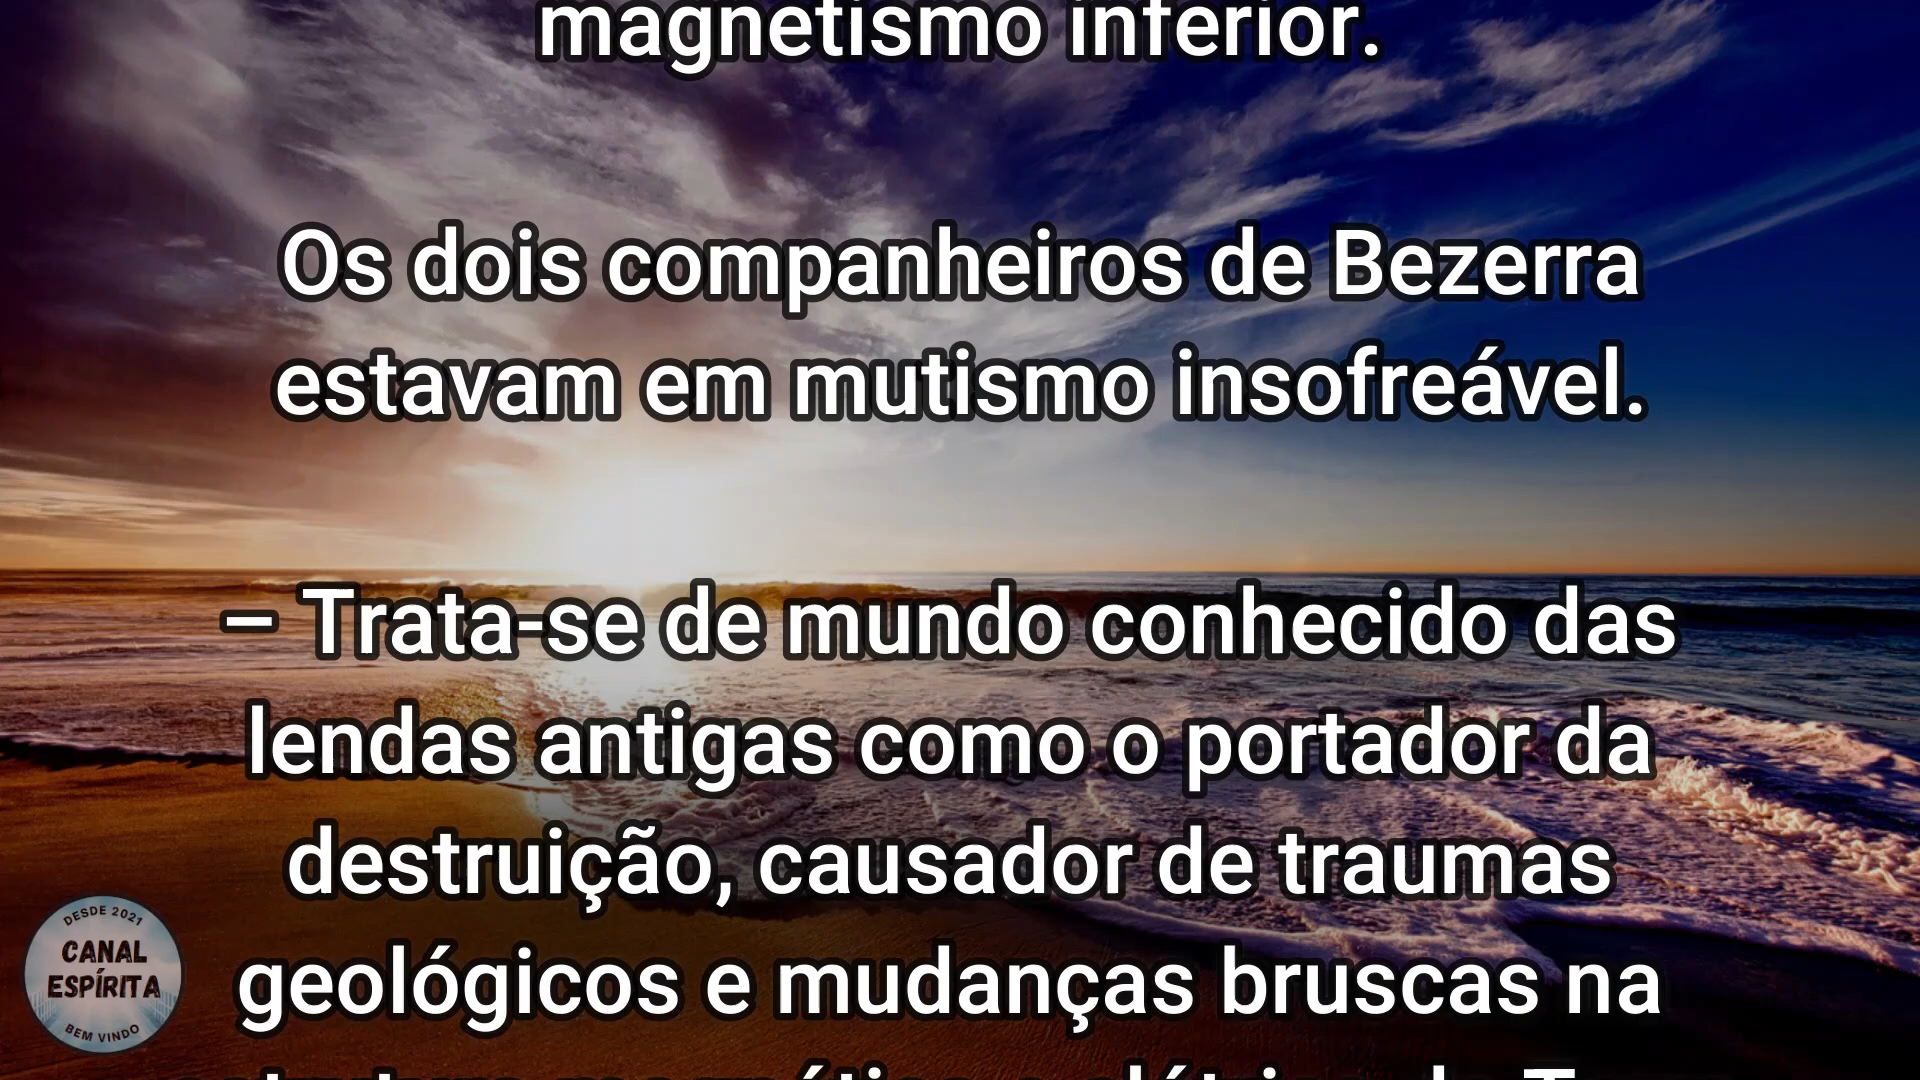 magnetismo inferior.
Os dois companheiros de Bezerra
estavam em mutismo insofreável.
– Trata-se de mundo conhecido das
lendas antigas como o portador da
destruição, causador de traumas
geológicos e mudanças bruscas na
DESDE 2021
CANAL
ESPÍRITA
BEM VINDO